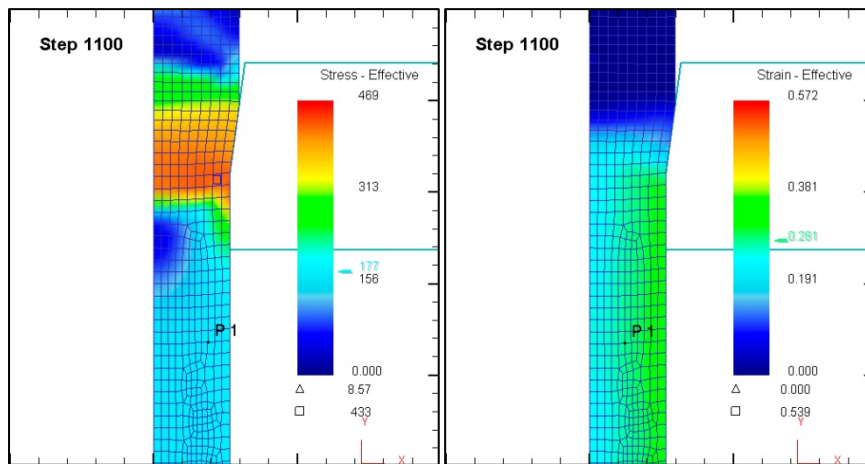 Step 1100
Stress - Effective
469
313
177
156
P 1
0.000
8.57
433
Y
X
Step 1100
Strain - Effective
0.572
0.381
0.281
0.191
P 1
0.000
0.000
0.539
Y
X